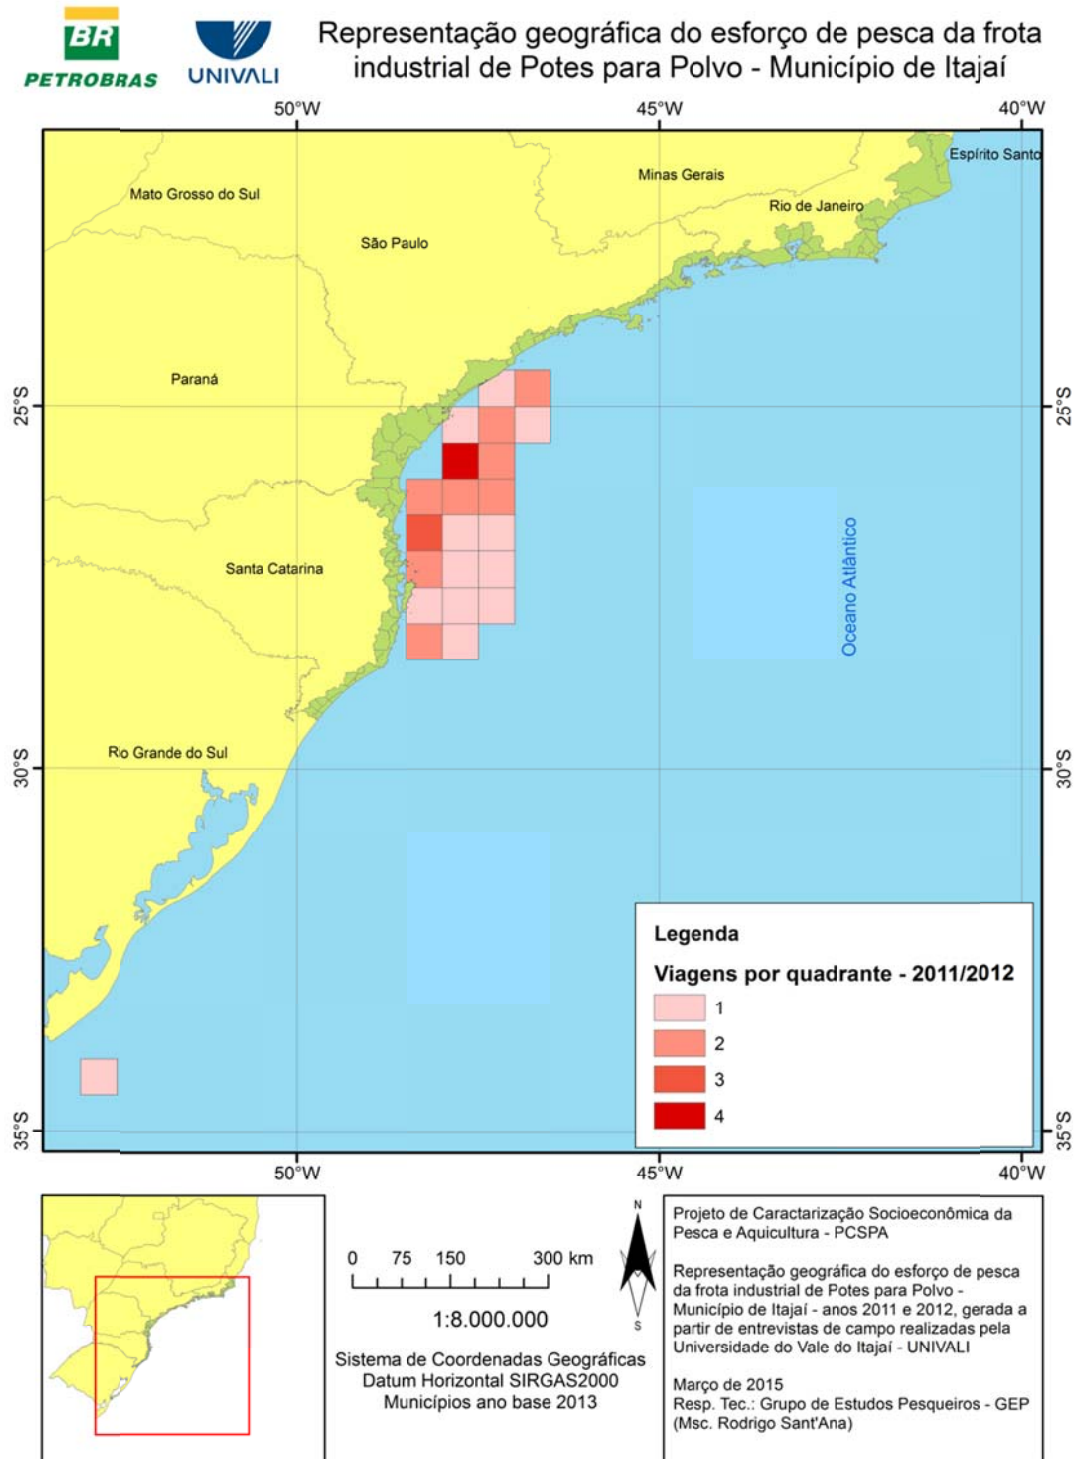 BR
PETROBRAS
UNIVALI
Representação geográfica do esforço de pesca da frota
industrial de Potes para Polvo - Município de Itajaí
50°W
45°W
40°W
Espírito Santo
Minas Gerais
Mato Grosso do Sul
Rio de Janeiro
São Paulo
Paraná
25°S
25°S
Oceano Atlântico
Santa Catarina
Rio Grande do Sul
30°S
30°S
Legenda
Viagens por quadrante - 2011/2012
1
2
3
4
35°S
35°S
50°W
45°W
40°W
0 75 150 300 km
1:8.000.000
Sistema de Coordenadas Geográficas
Datum Horizontal SIRGAS2000
Municípios ano base 2013
N
S
Projeto de Caractarização Socioeconômica da
Pesca e Aquicultura - PCSPA
Representação geográfica do esforço de pesca
da frota industrial de Potes para Polvo -
Município de Itajaí - anos 2011 e 2012, gerada a
partir de entrevistas de campo realizadas pela
Universidade do Vale do Itajaí - UNIVALI
Março de 2015
Resp. Tec.: Grupo de Estudos Pesqueiros - GEP
(Msc. Rodrigo Sant'Ana)